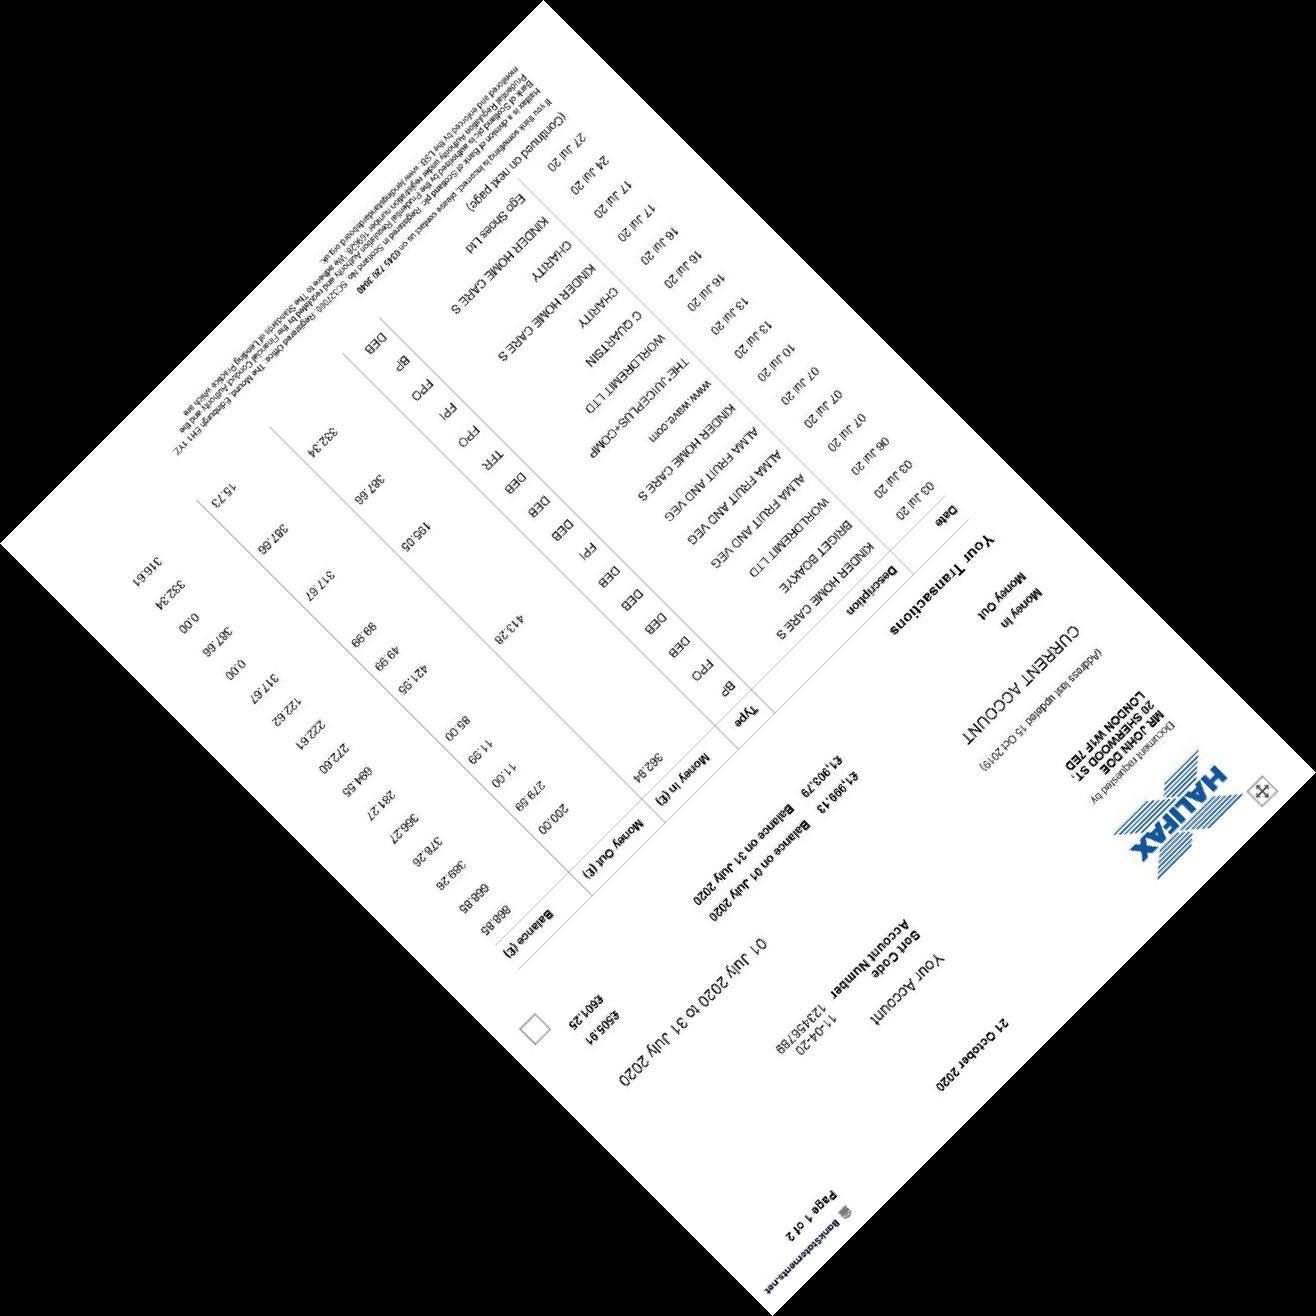 BankStatements.net
Page 1 of 2
HALIFAX
21 October 2020
Document requested by
MR JOHN DOE
20 SHERWOOD ST,
LONDON W1F 7ED
(Address last updated 15 Oct 2019)
Your Account
Sort Code 11-04-20
Account Number 123456789
CURRENT ACCOUNT 01 July 2020 to 31 July 2020
Money In £1,999.13 Balance on 01 July 2020 £505.91
Money Out £1,903.79 Balance on 31 July 2020 £601.25
Your Transactions
Date Description Type Money In (£) Money Out (£) Balance (£)
03 Jul 20 KINDER HOME CARE S BP 362.94 868.85
03 Jul 20 BRIGET BOAKYE FPO 200.00 668.85
06 Jul 20 WORLDREMIT LTD DEB 279.59 389.26
07 Jul 20 ALMA FRUIT AND VEG DEB 11.00 378.26
07 Jul 20 ALMA FRUIT AND VEG DEB 11.99 366.27
07 Jul 20 ALMA FRUIT AND VEG DEB 85.00 281.27
10 Jul 20 KINDER HOME CARE S FPI 413.28 694.55
13 Jul 20 www.wave.com DEB 421.95 272.60
13 Jul 20 THE*JUICEPLUS+COMP DEB 49.99 222.61
16 Jul 20 WORLDREMIT LTD DEB 99.99 122.62
16 Jul 20 C QUARTSIN TFR 195.05 317.67
16 Jul 20 CHARITY FPO 317.67 0.00
17 Jul 20 KINDER HOME CARE S FPI 387.66 387.66
17 Jul 20 CHARITY FPO 387.66 0.00
24 Jul 20 KINDER HOME CARE S BP 332.34 332.34
27 Jul 20 Ego Shoes Ltd DEB 15.73 316.61
(Continued on next page)
If you think something is incorrect, please contact us on 0345 720 3040
Halifax is a division of Bank of Scotland plc. Registered in Scotland No. SC327000. Registered Office: The Mound, Edinburgh EH1 1YZ.
Bank of Scotland plc is authorised by the Prudential Regulation Authority and regulated by the Financial Conduct Authority and the
Prudential Regulation Authority under registration number 169628. We adhere to The Standards of Lending Practice which are
monitored and enforced by the LSB: www.lendingstandardsboard.org.uk